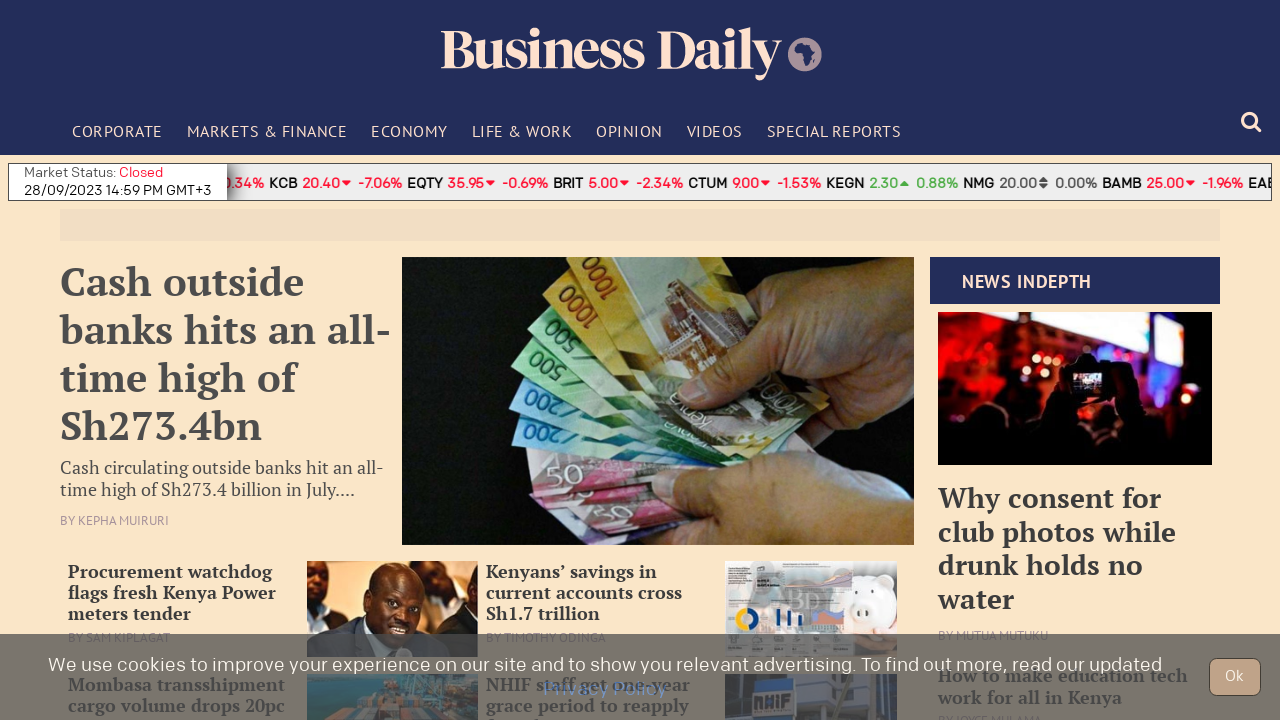 Business Daily
CORPORATE MARKETS & FINANCE ECONOMY LIFE & WORK OPINION VIDEOS SPECIAL REPORTS
Market Status: Closed
28/09/2023 14:59 PM GMT+3
0.34% KCB 20.40 -7.06% EQTY 35.95 -0.69% BRIT 5.00 -2.34% CTUM 9.00 -1.53% KEGN 2.30 0.88% NMG 20.00 0.00% BAMB 25.00 -1.96% EAB
Cash outside
banks hits an all-
time high of
Sh273.4bn
Cash circulating outside banks hit an all-
time high of Sh273.4 billion in July....
BY KEPHA MUIRURI
1000
1000
500
500
200
200
50
NEWS INDEPTH
Why consent for
club photos while
drunk holds no
water
BY MUTUA MUTUKU
How to make education tech
work for all in Kenya
Procurement watchdog
flags fresh Kenya Power
meters tender
BY SAM KIPLAGAT
Mombasa transshipment
cargo volume drops 20pc
Kenyans’ savings in
current accounts cross
Sh1.7 trillion
BY TIMOTHY ODINGA
NHIF staff get one-year
grace period to reapply
BD
NHIF
We use cookies to improve your experience on our site and to show you relevant advertising. To find out more, read our updated
Privacy Policy
Ok